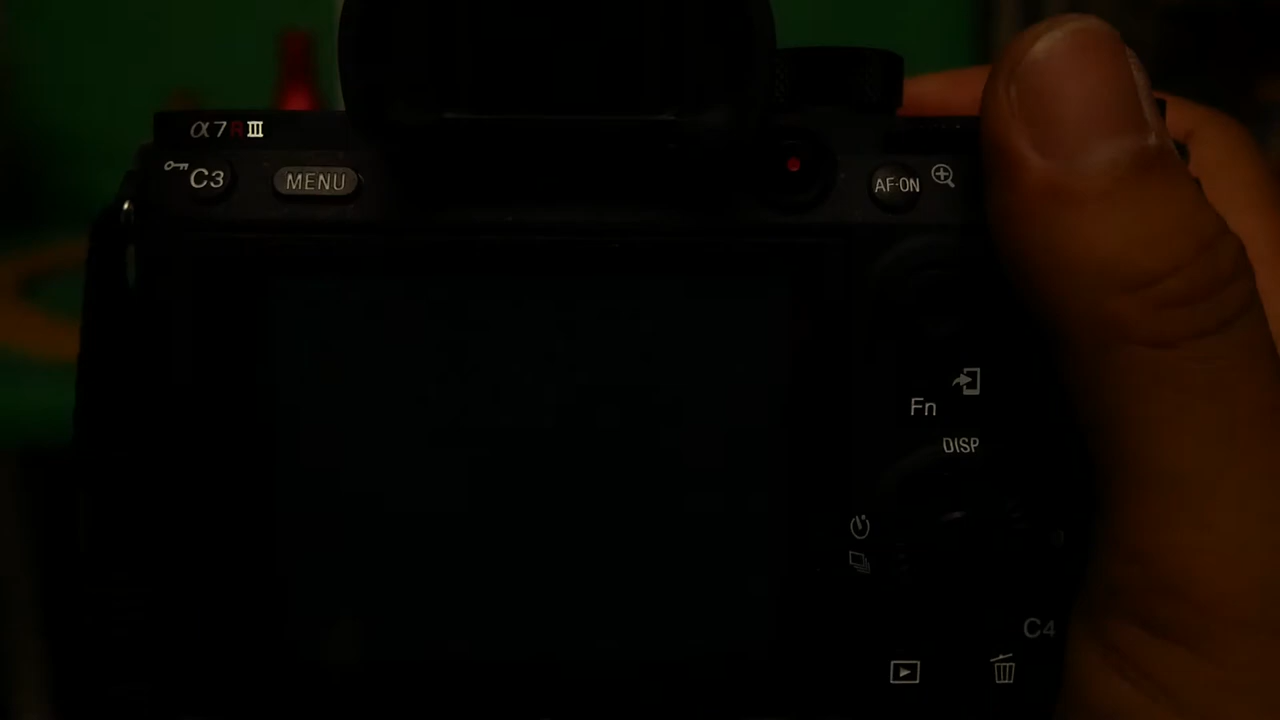 α7RIII
C3
MENU
AF-ON
Fn
DISP
C4